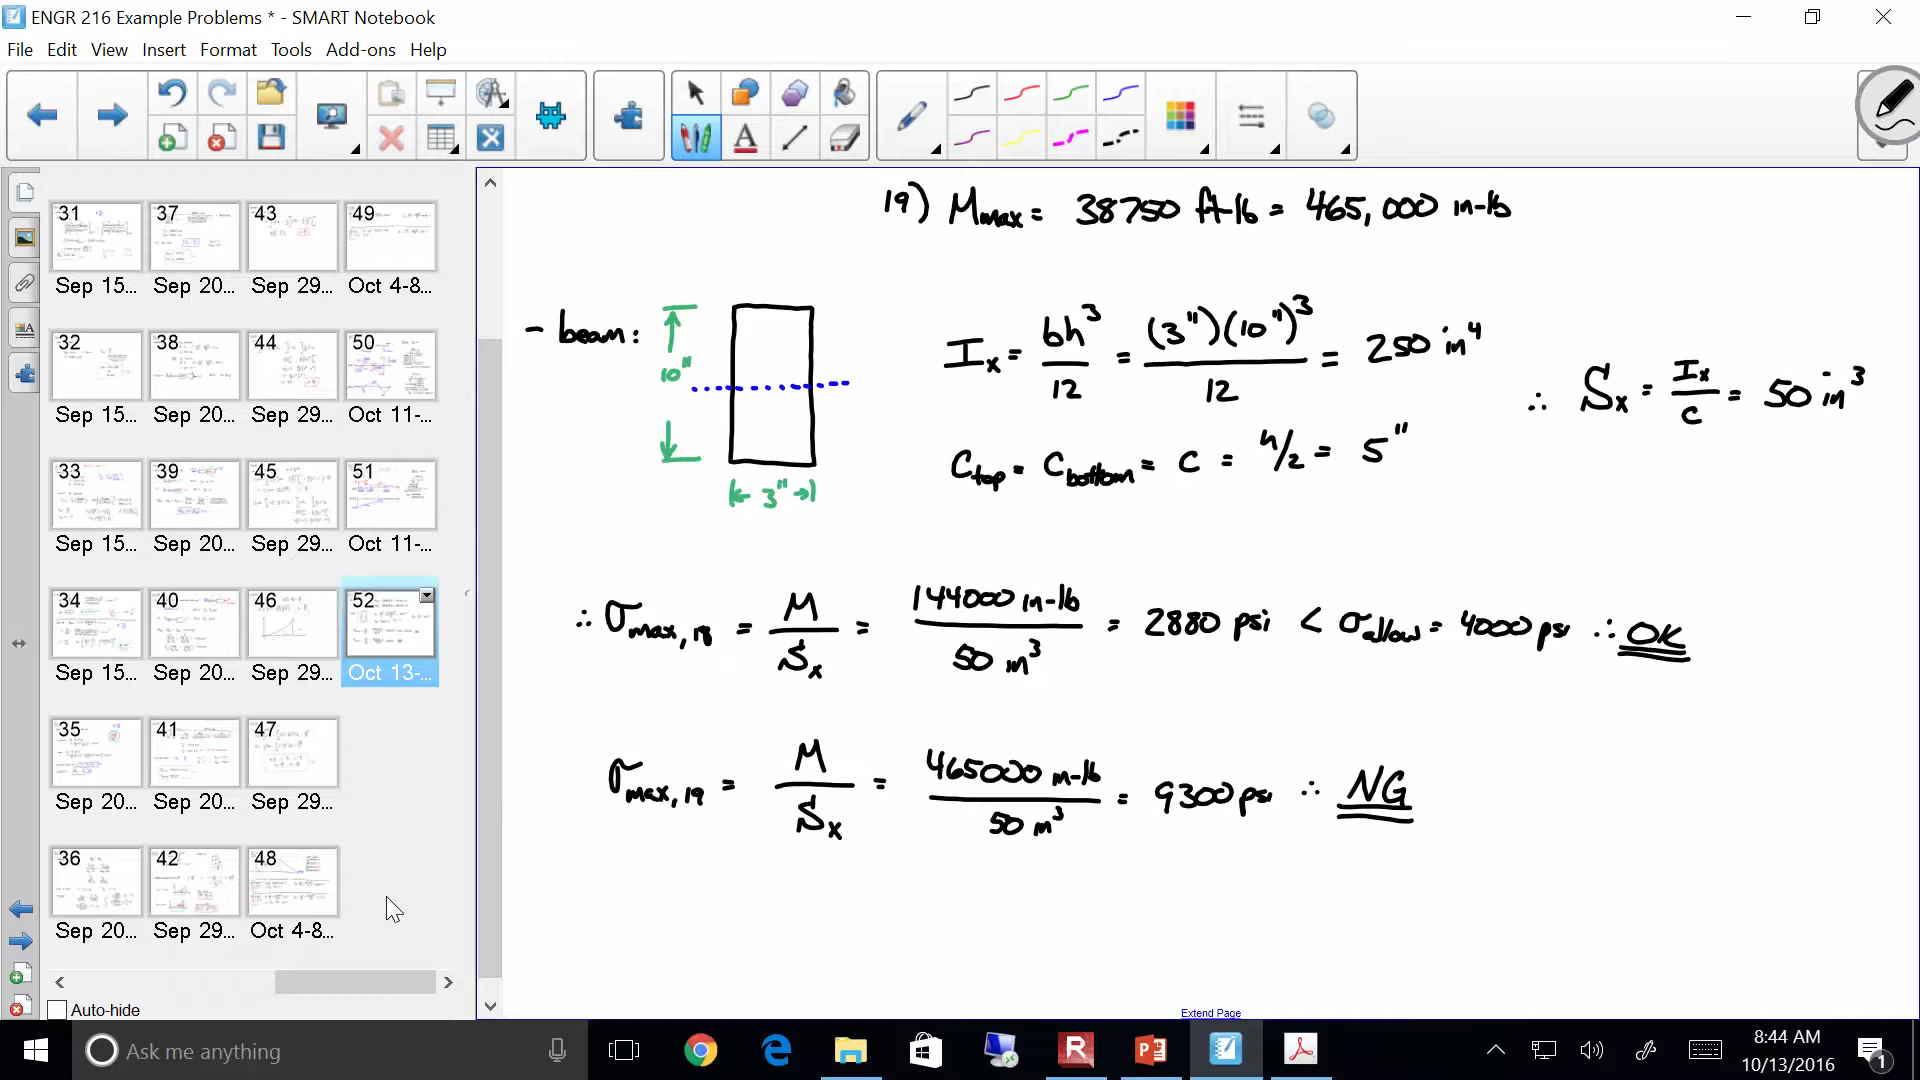 ENGR 216 Example Problems * - SMART Notebook
File Edit View Insert Format Tools Add-ons Help
31 37 43 49
Sep 15... Sep 20... Sep 29... Oct 4-8...
32 38 44 50
Sep 15... Sep 20... Sep 29... Oct 11-...
33 39 45 51
Sep 15... Sep 20... Sep 29... Oct 11-...
34 40 46 52
Sep 15... Sep 20... Sep 29... Oct 13-...
35 41 47
Sep 20... Sep 29... Sep 29...
36 42 48
Sep 20... Sep 29... Oct 4-8...
Auto-hide
19) Mmax = 38750 ft-lb = 465,000 in-lb
- beam: 10" 3"
Ix = bh³/12 = (3")(10")³/12 = 250 in⁴
∴ Sx = Ix/c = 50 in³
Ctop = Cbottom = C = h/2 = 5"
∴ σmax,18 = M/Sx = 144000 in-lb/50 in³ = 2880 psi < σallow = 4000 psi ∴ OK
σmax,19 = M/Sx = 465000 in-lb/50 in³ = 9300 psi ∴ NG
Extend Page
Ask me anything
8:44 AM
10/13/2016
1